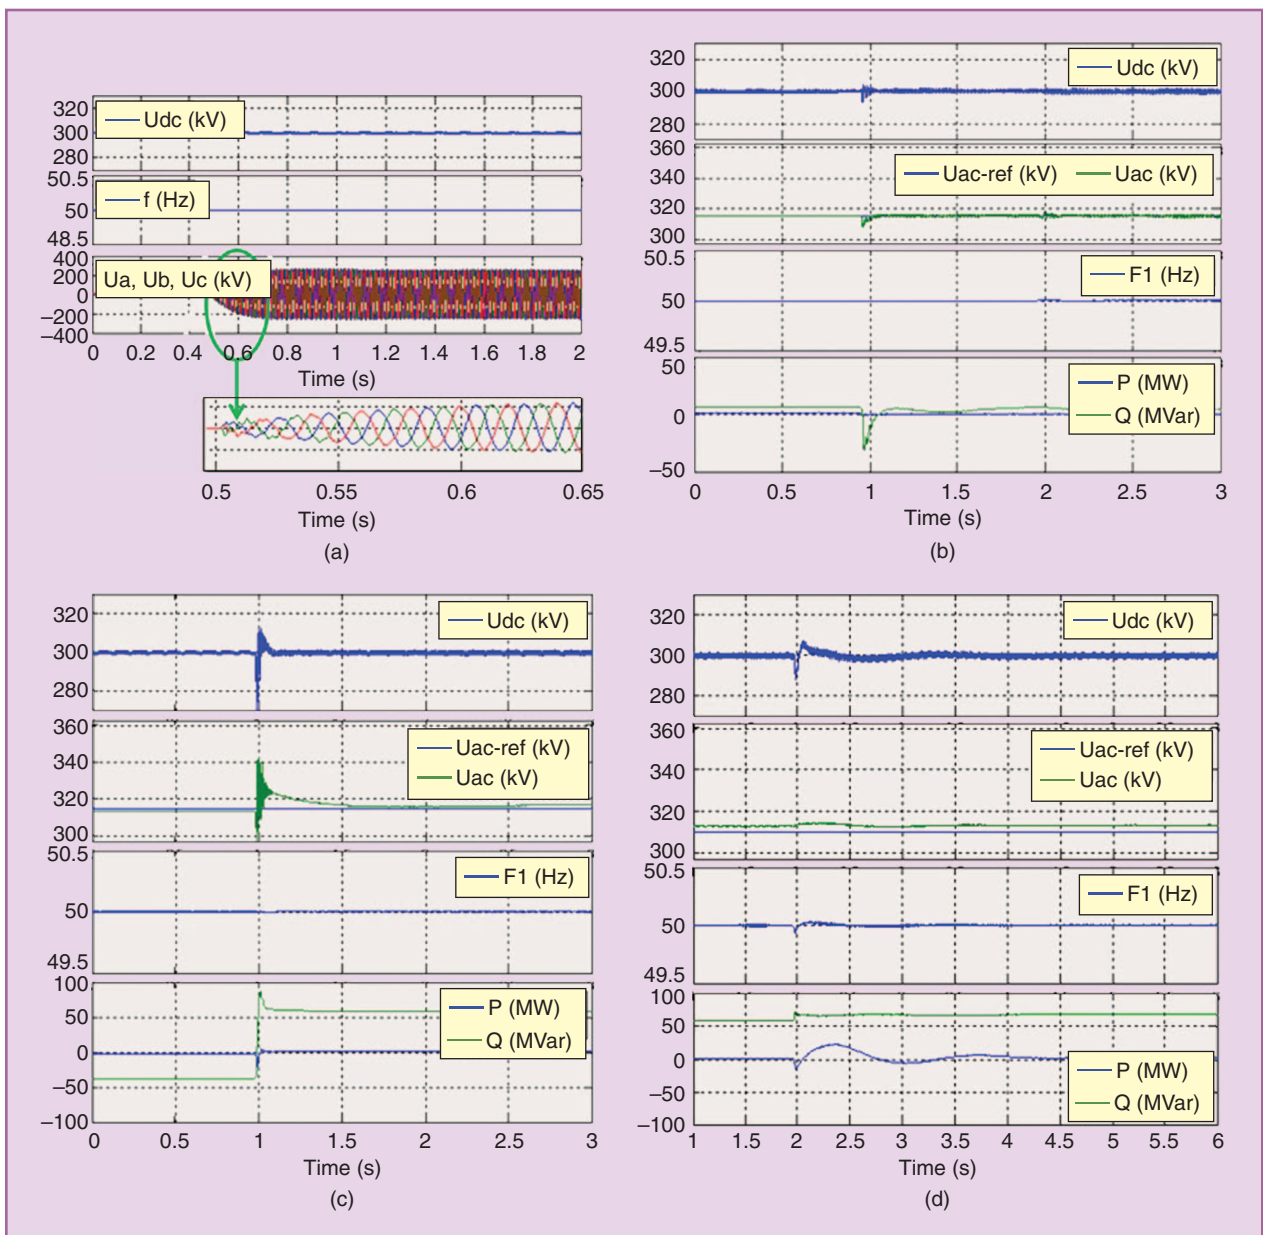 320
300
280
Udc (kV)
50.5
50
48.5
f (Hz)
400
200
0
−200
−400
Ua, Ub, Uc (kV)
0 0.2 0.4 0.6 0.8 1 1.2 1.4 1.6 1.8 2
Time (s)
0.5 0.55 0.6 0.65
Time (s)
(a)
320
300
280
Udc (kV)
360
340
320
300
Uac-ref (kV) Uac (kV)
50.5
50
49.5
F1 (Hz)
50
0
−50
P (MW)
Q (MVar)
0 0.5 1 1.5 2 2.5 3
Time (s)
(b)
320
300
280
Udc (kV)
360
340
320
300
Uac-ref (kV)
Uac (kV)
50.5
50
49.5
F1 (Hz)
100
50
0
−50
−100
P (MW)
Q (MVar)
0 0.5 1 1.5 2 2.5 3
Time (s)
(c)
320
300
280
Udc (kV)
360
340
320
300
Uac-ref (kV)
Uac (kV)
50.5
50
49.5
F1 (Hz)
100
50
0
−50
−100
P (MW)
Q (MVar)
1 1.5 2 2.5 3 3.5 4 4.5 5 5.5 6
Time (s)
(d)